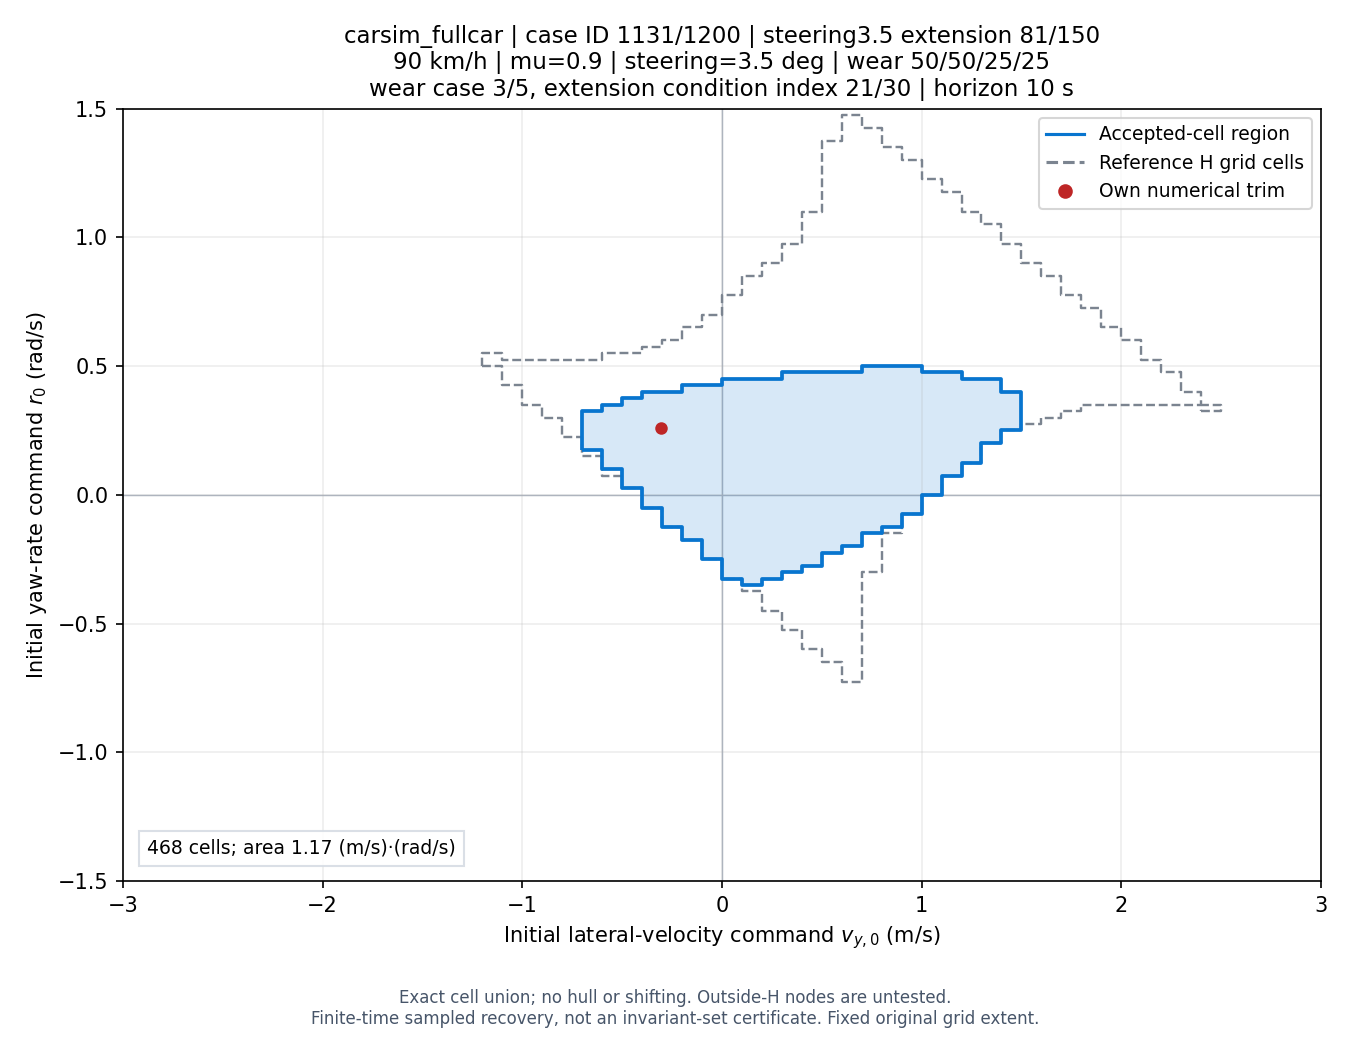 carsim_fullcar | case ID 1131/1200 | steering3.5 extension 81/150
90 km/h | mu=0.9 | steering=3.5 deg | wear 50/50/25/25
wear case 3/5, extension condition index 21/30 | horizon 10 s
Accepted-cell region
Reference H grid cells
Own numerical trim
1.5
1.0
0.5
0.0
−0.5
−1.0
−1.5
Initial yaw-rate command r₀ (rad/s)
468 cells; area 1.17 (m/s)·(rad/s)
−3
−2
−1
0
1
2
3
Initial lateral-velocity command v_{y,0} (m/s)
Exact cell union; no hull or shifting. Outside-H nodes are untested.
Finite-time sampled recovery, not an invariant-set certificate. Fixed original grid extent.